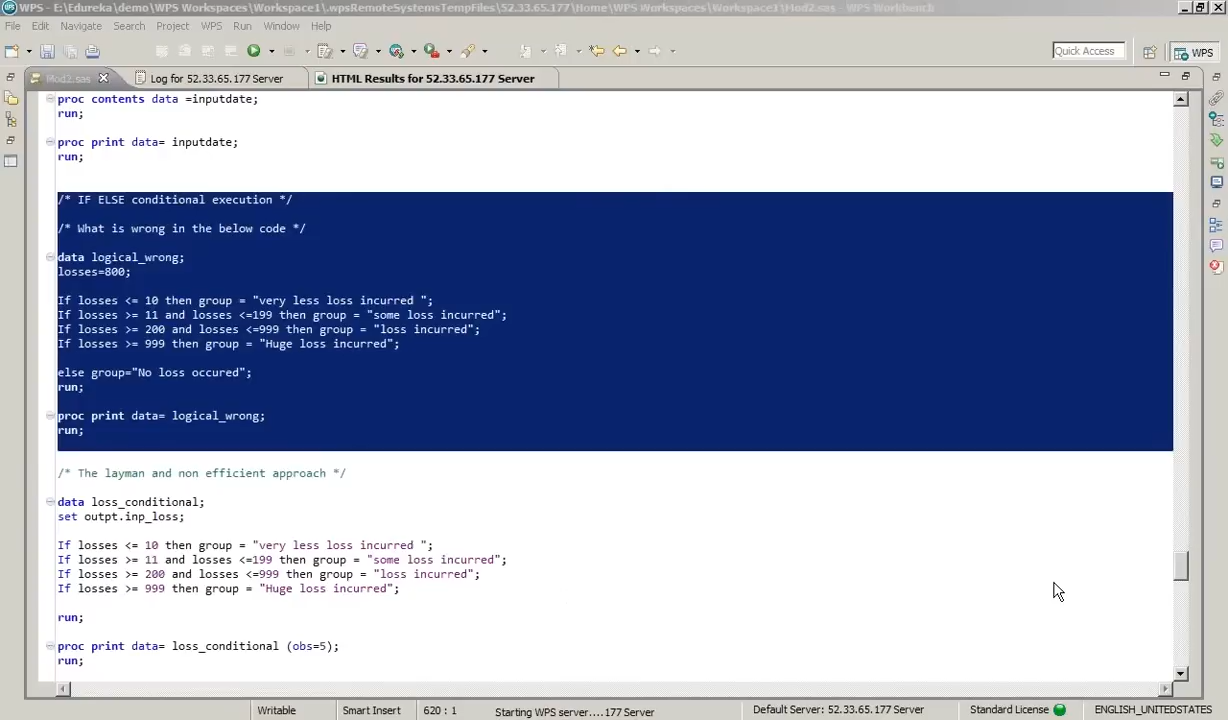 WPS - E:\Edureka\demo\WPS Workspaces\Workspace1\.wpsRemoteSystemsTempFiles\52.33.65.177\Home\WPS Workspaces\Workspace1\Mod2.sas - WPS Workbench
File Edit Navigate Search Project WPS Run Window Help
Quick Access
WPS
Mod2.sas
Log for 52.33.65.177 Server
HTML Results for 52.33.65.177 Server
proc contents data =inputdate;
run;
proc print data= inputdate;
run;
/* IF ELSE conditional execution */
/* What is wrong in the below code */
data logical_wrong;
losses=800;
If losses <= 10 then group = "very less loss incurred ";
If losses >= 11 and losses <=199 then group = "some loss incurred";
If losses >= 200 and losses <=999 then group = "loss incurred";
If losses >= 999 then group = "Huge loss incurred";
else group="No loss occured";
run;
proc print data= logical_wrong;
run;
/* The layman and non efficient approach */
data loss_conditional;
set outpt.inp_loss;
If losses <= 10 then group = "very less loss incurred ";
If losses >= 11 and losses <=199 then group = "some loss incurred";
If losses >= 200 and losses <=999 then group = "loss incurred";
If losses >= 999 then group = "Huge loss incurred";
run;
proc print data= loss_conditional (obs=5);
run;
Writable
Smart Insert
620 : 1
Starting WPS server....177 Server
Default Server: 52.33.65.177 Server
Standard License
ENGLISH_UNITEDSTATES